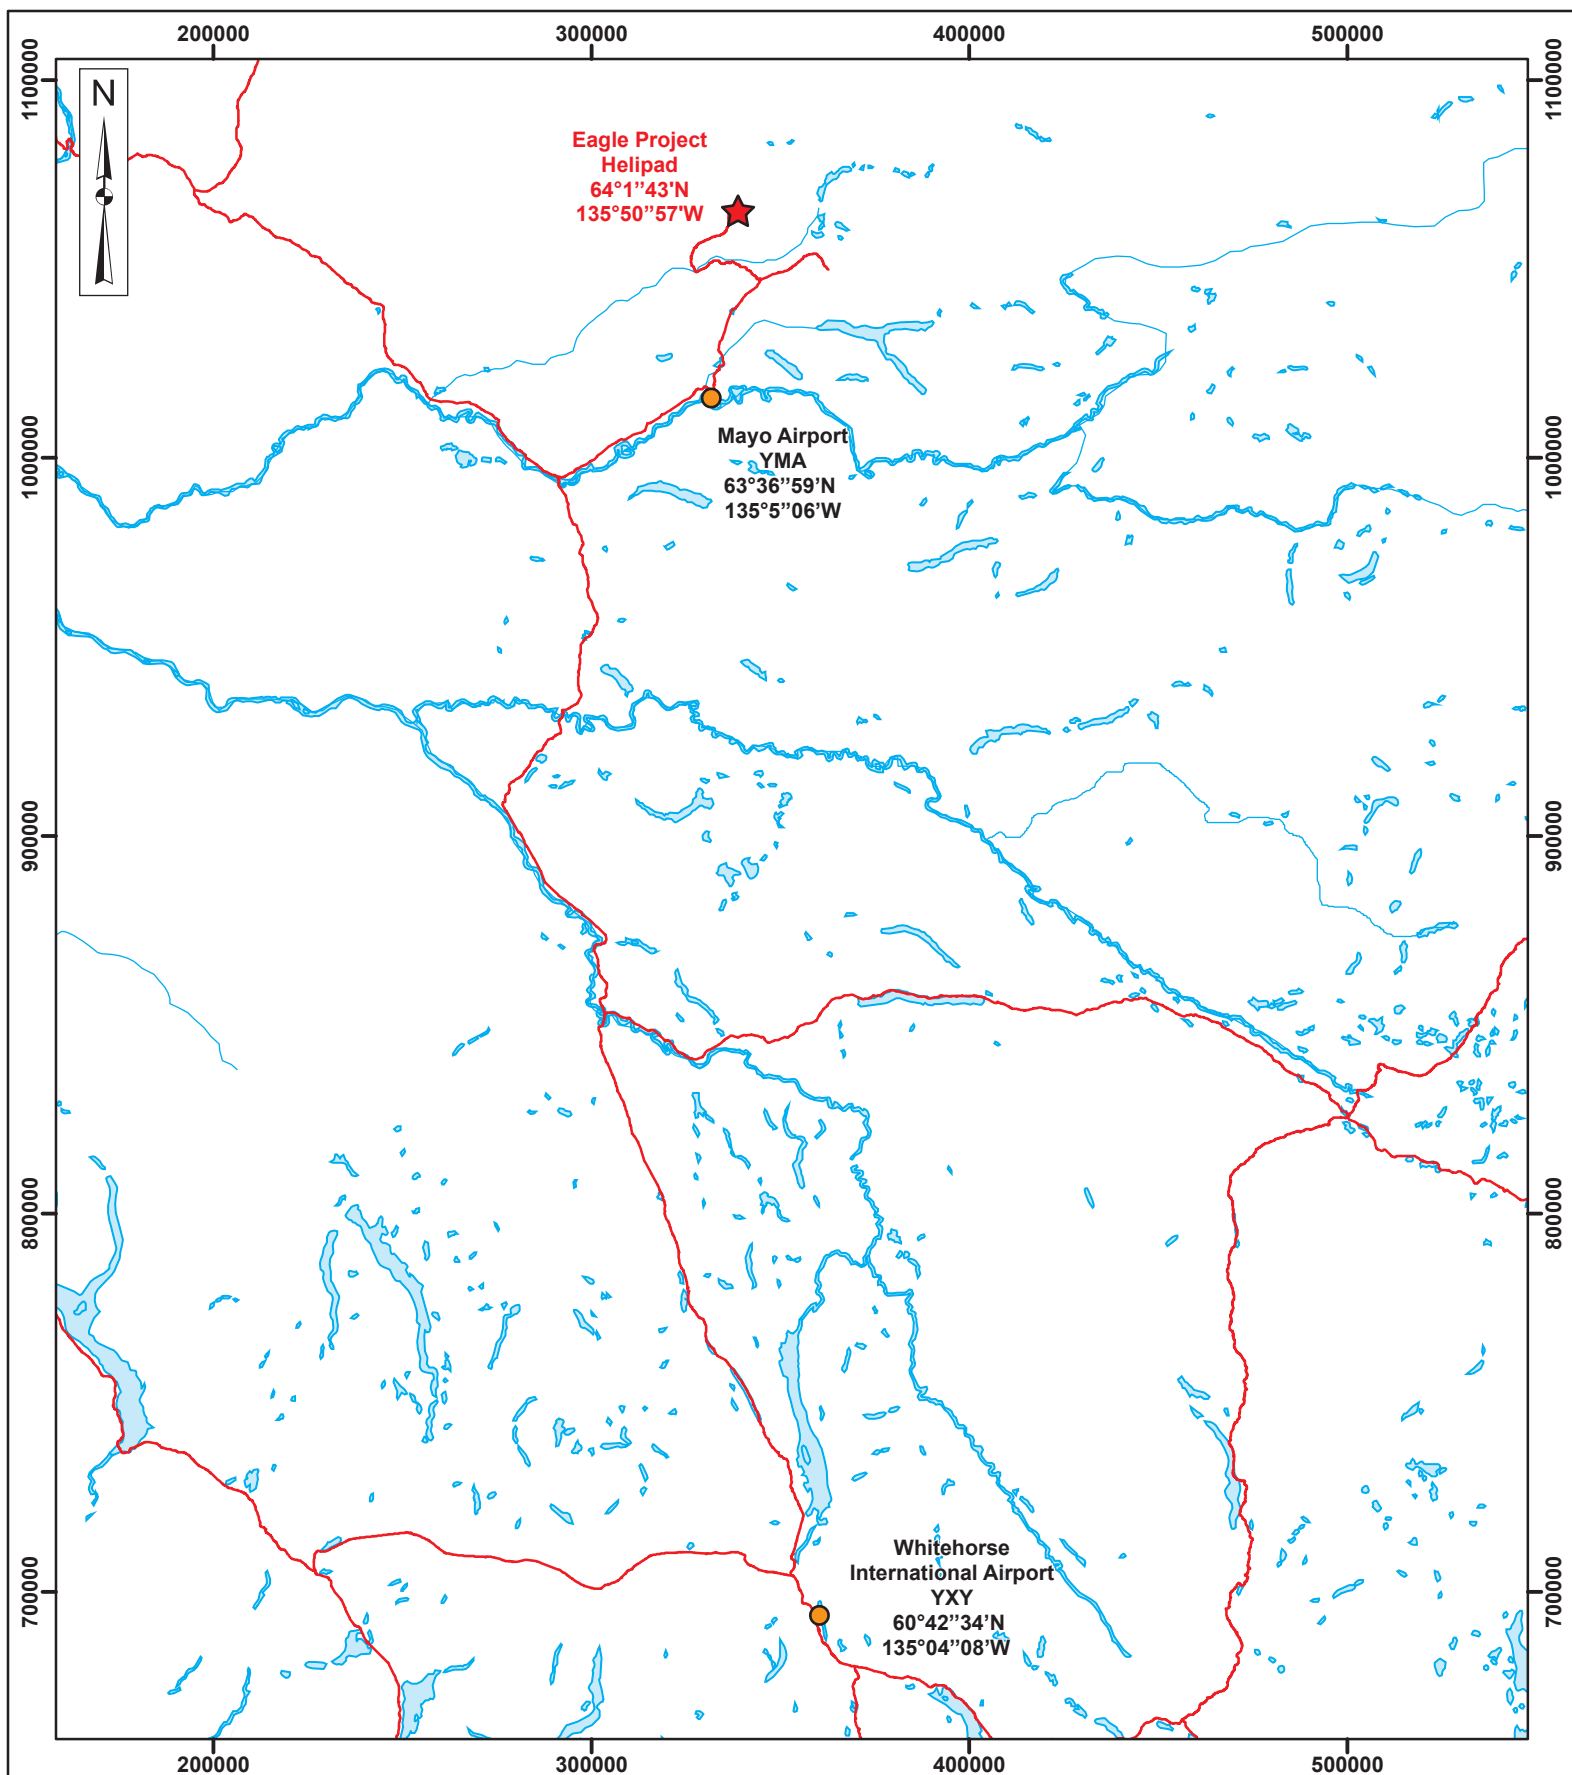 200000
300000
400000
500000
1100000
1100000
N
Eagle Project
Helipad
64°1”43'N
135°50”57'W
1000000
1000000
Mayo Airport
YMA
63°36”59’N
135°5”06’W
900000
900000
800000
800000
Whitehorse
International Airport
YXY
60°42”34’N
135°04”08’W
700000
700000
200000
300000
400000
500000